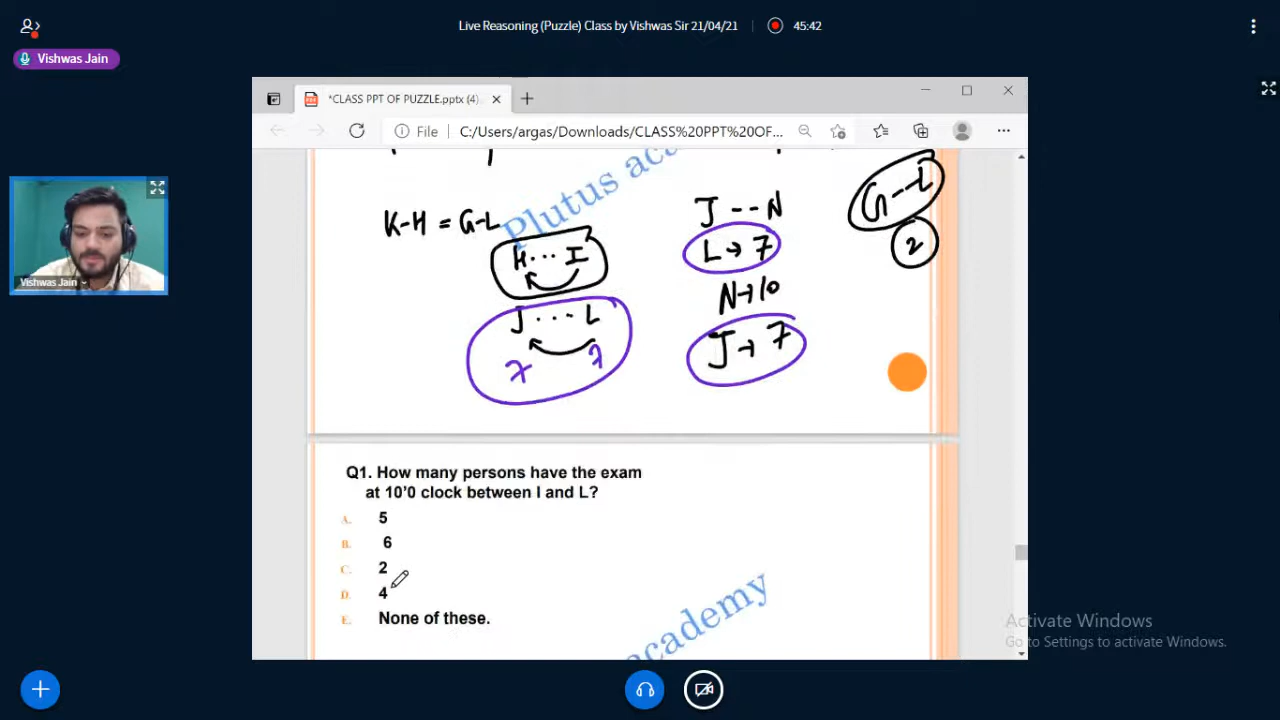 Live Reasoning (Puzzle) Class by Vishwas Sir 21/04/21
45:42
Vishwas Jain
*CLASS PPT OF PUZZLE.pptx (4).
File
C:/Users/argas/Downloads/CLASS%20PPT%20OF...
Plutus aca
G--L
2
K-H = G-L
J -- N
H... I
L → 7
N → 10
J ... L
7 7
J → 7
Vishwas Jain
Q1. How many persons have the exam
at 10'0 clock between I and L?
A. 5
B. 6
C. 2
D. 4
E. None of these.
academy
Activate Windows
Go to Settings to activate Windows.